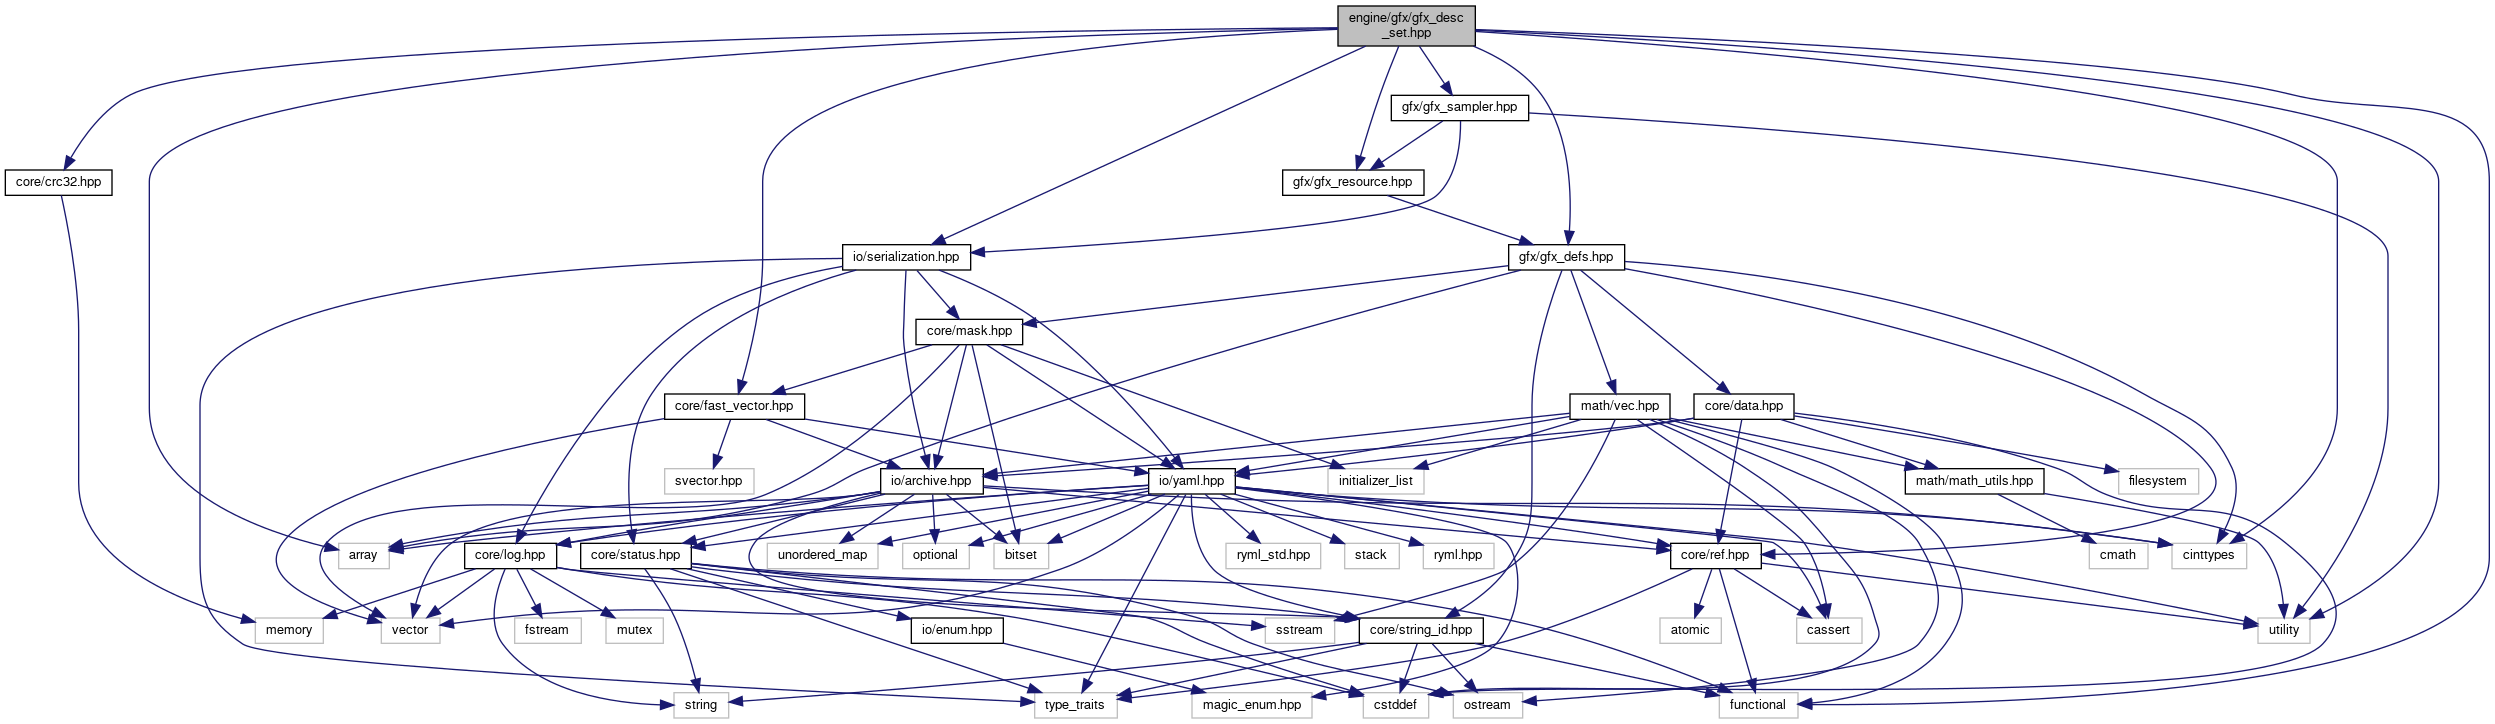 engine/gfx/gfx_desc
_set.hpp
gfx/gfx_sampler.hpp
core/crc32.hpp
gfx/gfx_resource.hpp
io/serialization.hpp
gfx/gfx_defs.hpp
core/mask.hpp
core/fast_vector.hpp
math/vec.hpp
core/data.hpp
svector.hpp
io/archive.hpp
io/yaml.hpp
initializer_list
math/math_utils.hpp
filesystem
array
core/log.hpp
core/status.hpp
unordered_map
optional
bitset
ryml_std.hpp
stack
ryml.hpp
core/ref.hpp
cmath
cinttypes
memory
vector
fstream
mutex
io/enum.hpp
sstream
core/string_id.hpp
atomic
cassert
utility
string
type_traits
magic_enum.hpp
cstddef
ostream
functional